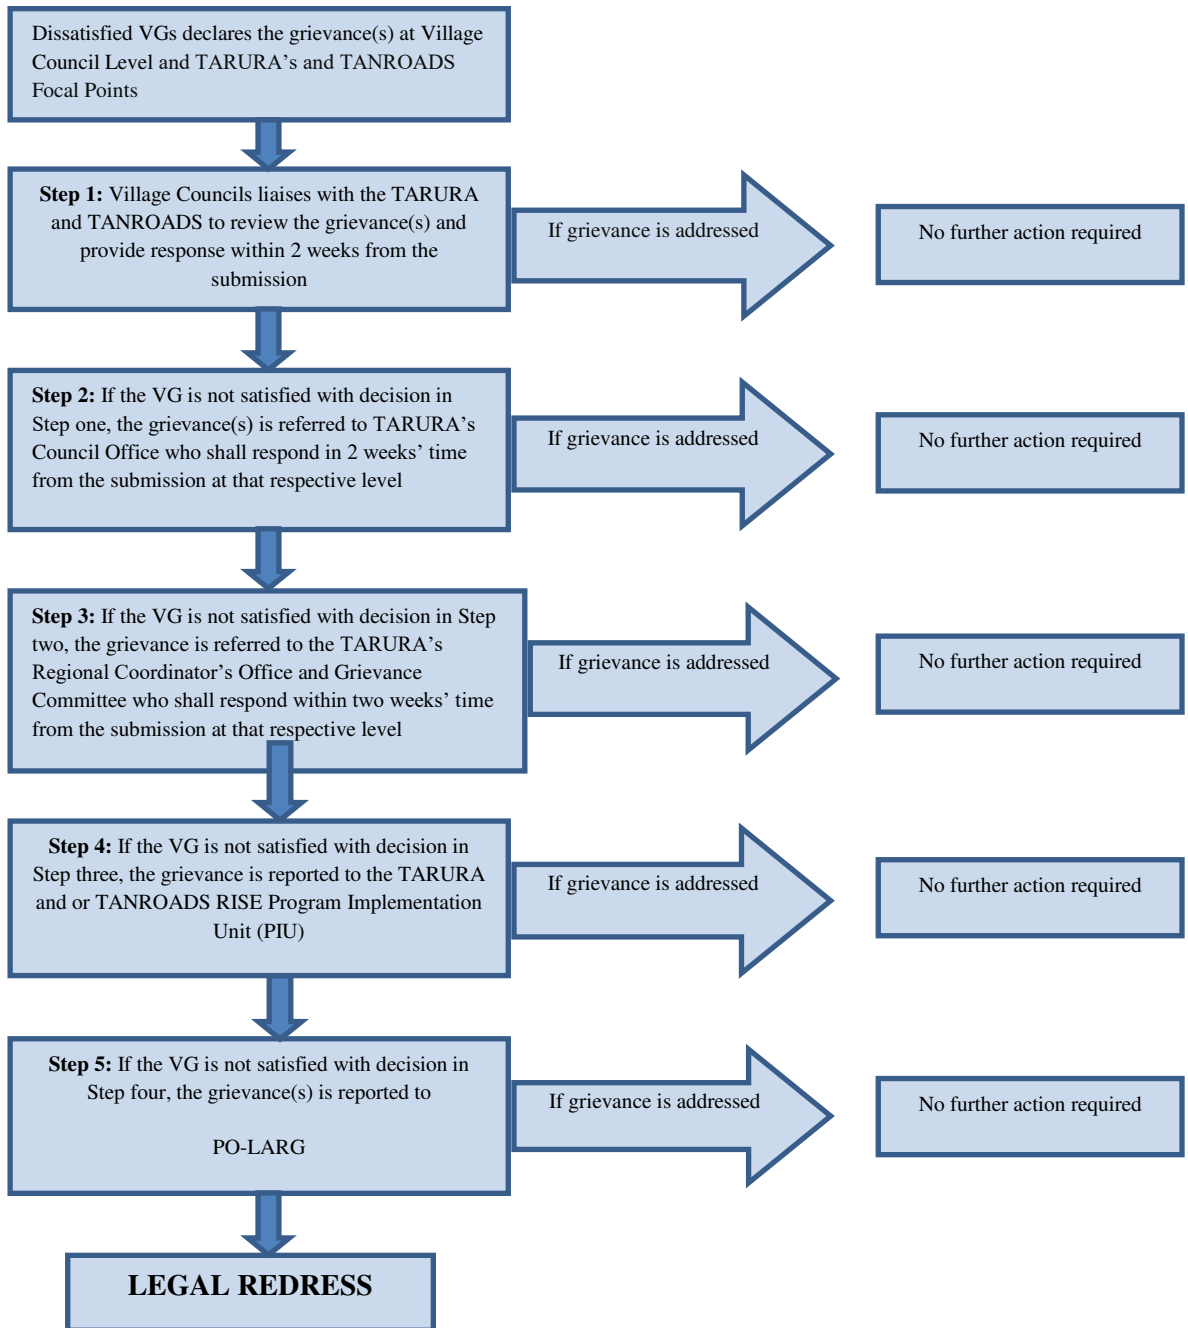 Dissatisfied VGs declares the grievance(s) at Village
Council Level and TARURA’s and TANROADS
Focal Points
Step 1: Village Councils liaises with the TARURA
and TANROADS to review the grievance(s) and
provide response within 2 weeks from the
submission
If grievance is addressed
No further action required
Step 2: If the VG is not satisfied with decision in
Step one, the grievance(s) is referred to TARURA’s
Council Office who shall respond in 2 weeks’ time
from the submission at that respective level
If grievance is addressed
No further action required
Step 3: If the VG is not satisfied with decision in Step
two, the grievance is referred to the TARURA’s
Regional Coordinator’s Office and Grievance
Committee who shall respond within two weeks’ time
from the submission at that respective level
If grievance is addressed
No further action required
Step 4: If the VG is not satisfied with decision in
Step three, the grievance is reported to the TARURA
and or TANROADS RISE Program Implementation
Unit (PIU)
If grievance is addressed
No further action required
Step 5: If the VG is not satisfied with decision in
Step four, the grievance(s) is reported to
PO-LARG
If grievance is addressed
No further action required
LEGAL REDRESS